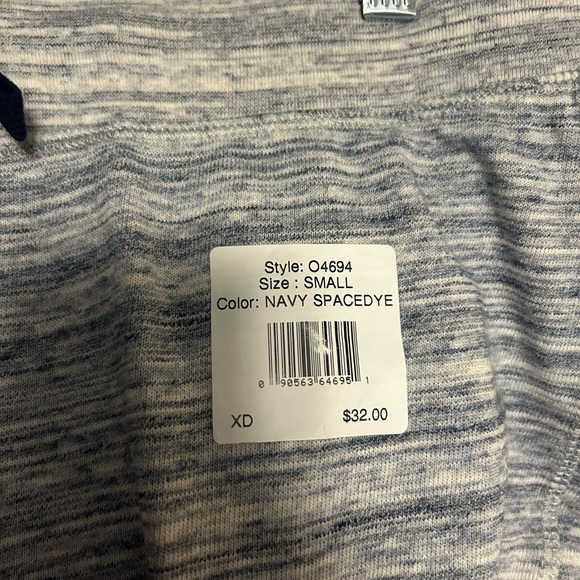 Style: O4694
Size : SMALL
Color: NAVY SPACEDYE
0 90563 64695 1
XD $32.00